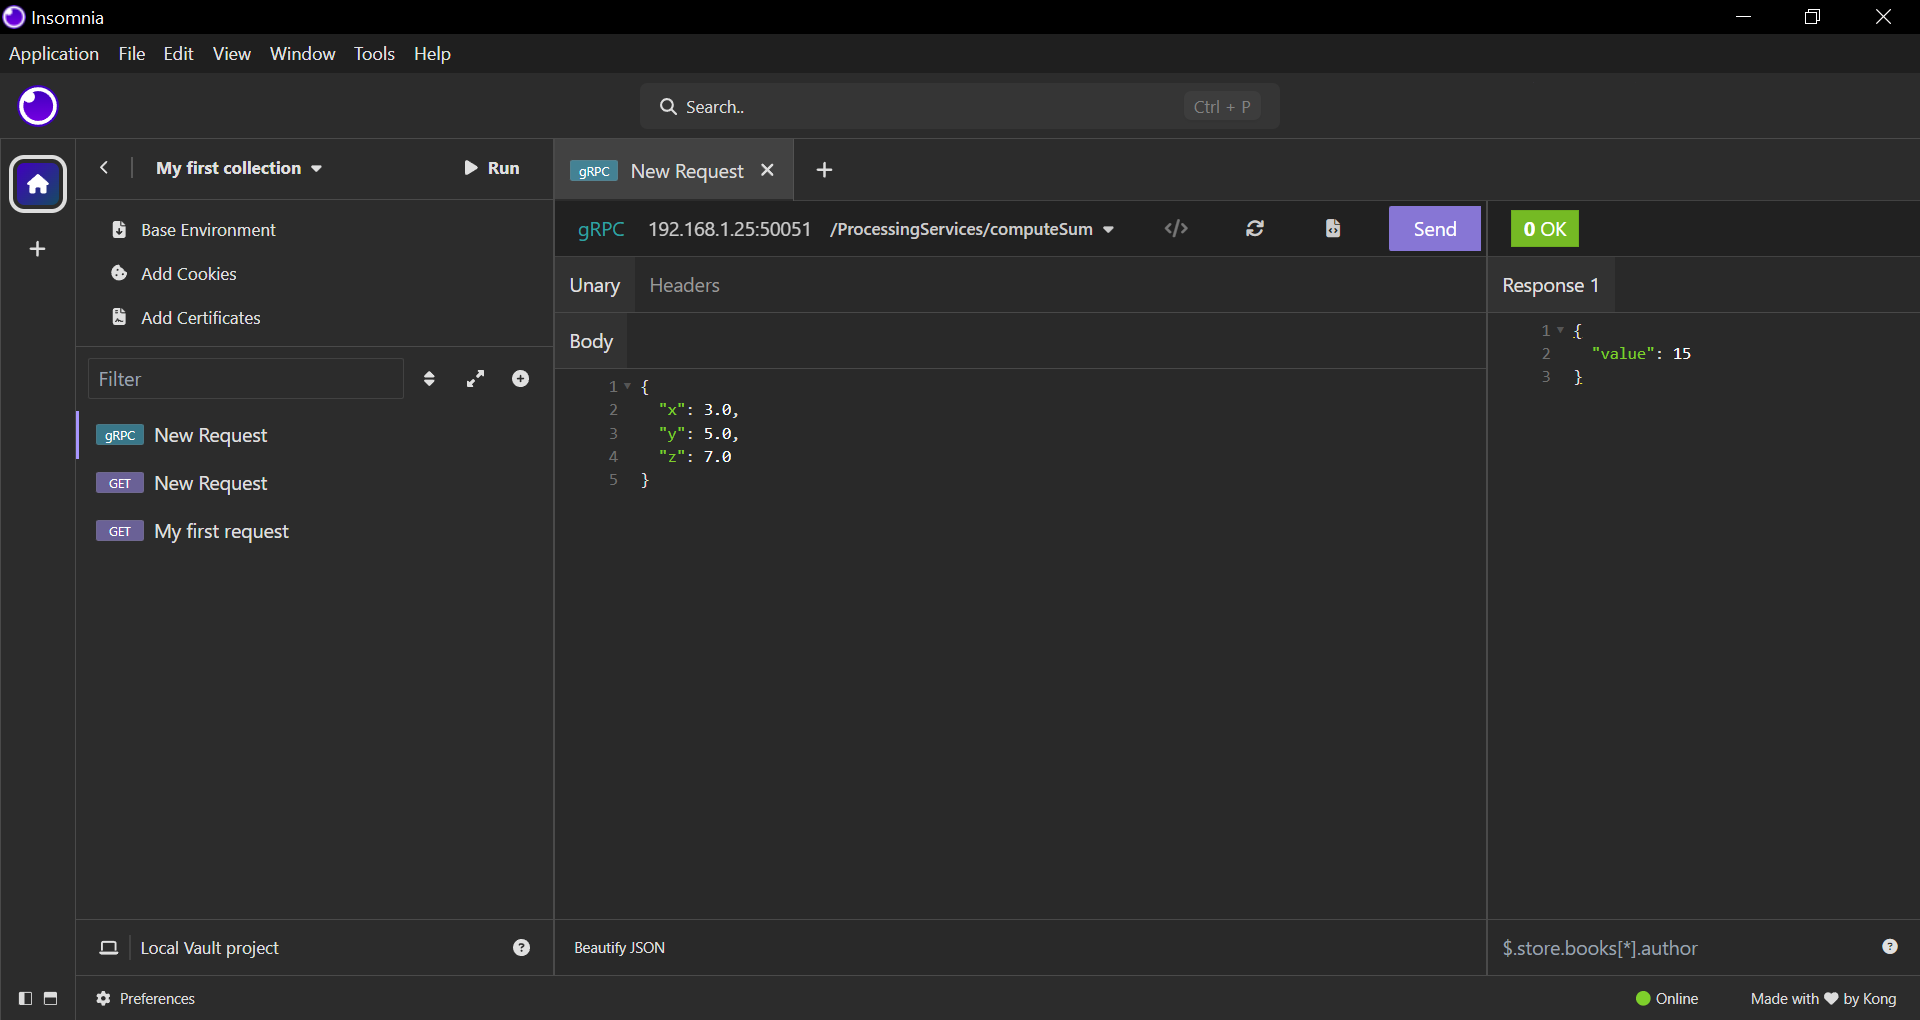 Insomnia
Application File Edit View Window Tools Help
Search.. Ctrl + P
My first collection Run
gRPC New Request
Base Environment
Add Cookies
Add Certificates
Filter
gRPC New Request
GET New Request
GET My first request
gRPC 192.168.1.25:50051 /ProcessingServices/computeSum </> Send
Unary Headers
Body
1 {
2 "x": 3.0,
3 "y": 5.0,
4 "z": 7.0
5 }
0 OK
Response 1
1 {
2 "value": 15
3 }
Local Vault project ?
Beautify JSON
$.store.books[*].author ?
Preferences
Online
Made with ♥ by Kong